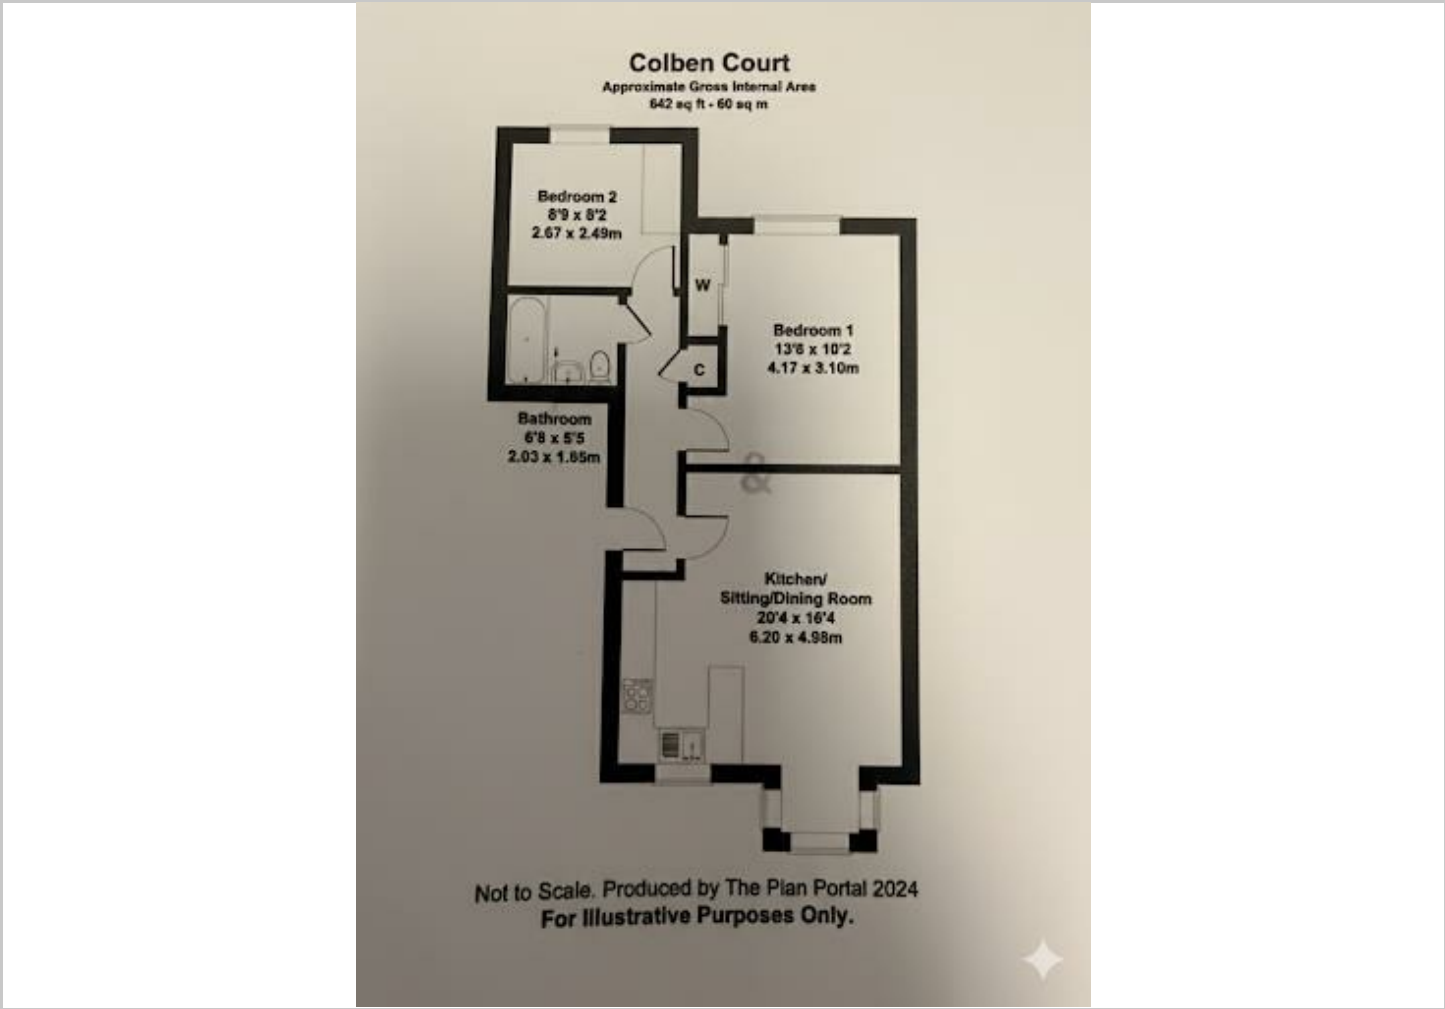 Colben Court
Approximate Gross Internal Area
642 sq ft - 60 sq m
Bedroom 2
8'9 x 8'2
2.67 x 2.49m
W
Bedroom 1
13'8 x 10'2
4.17 x 3.10m
C
Bathroom
6'8 x 5'5
2.03 x 1.65m
&
Kitchen/
Sitting/Dining Room
20'4 x 16'4
6.20 x 4.98m
Not to Scale. Produced by The Plan Portal 2024
For Illustrative Purposes Only.